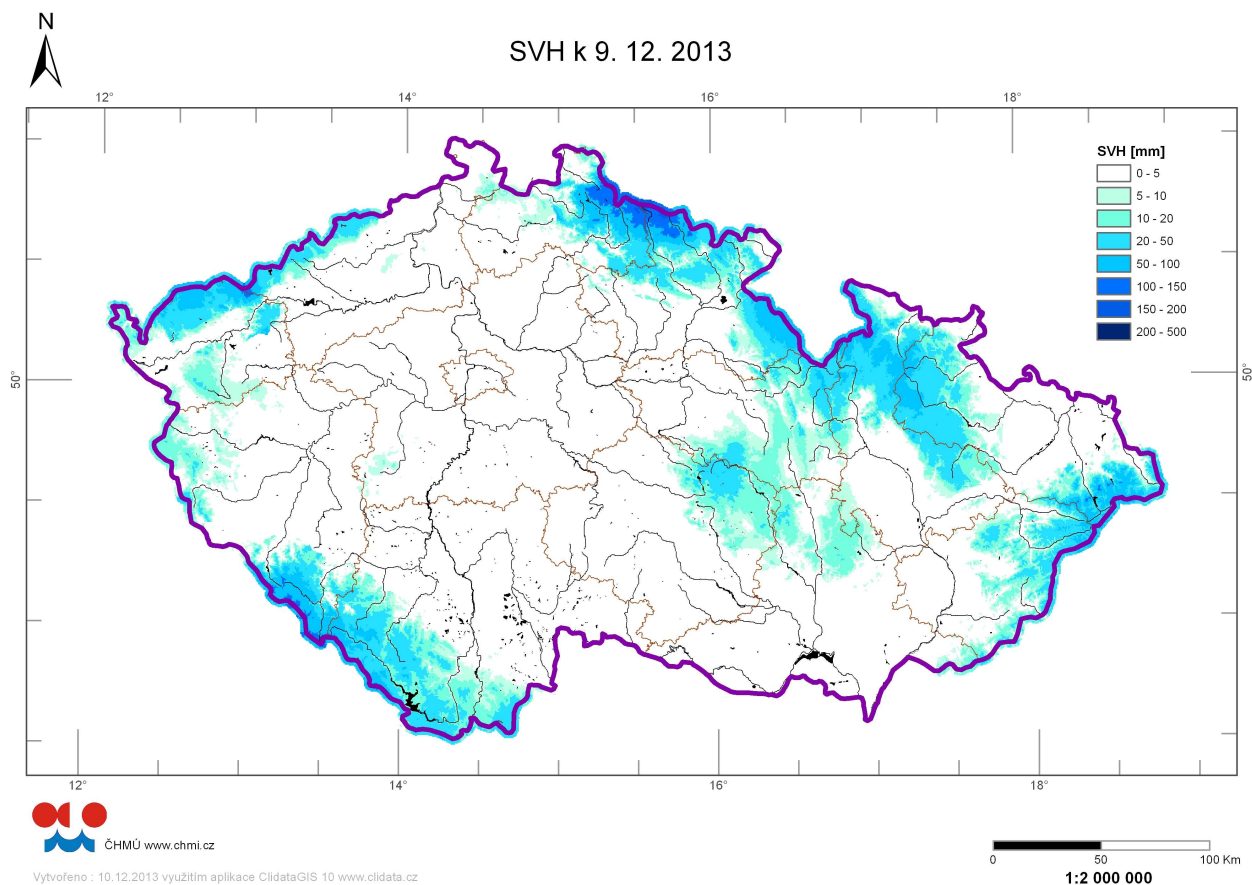 N
SVH k 9. 12. 2013
12° 14° 16° 18°
SVH [mm]
0 - 5
5 - 10
10 - 20
20 - 50
50 - 100
100 - 150
150 - 200
200 - 500
50° 50°
12° 14° 16° 18°
ČHMÚ www.chmi.cz
0 50 100 Km
1:2 000 000
Vytvořeno : 10.12.2013 využitím aplikace ClidataGIS 10 www.clidata.cz